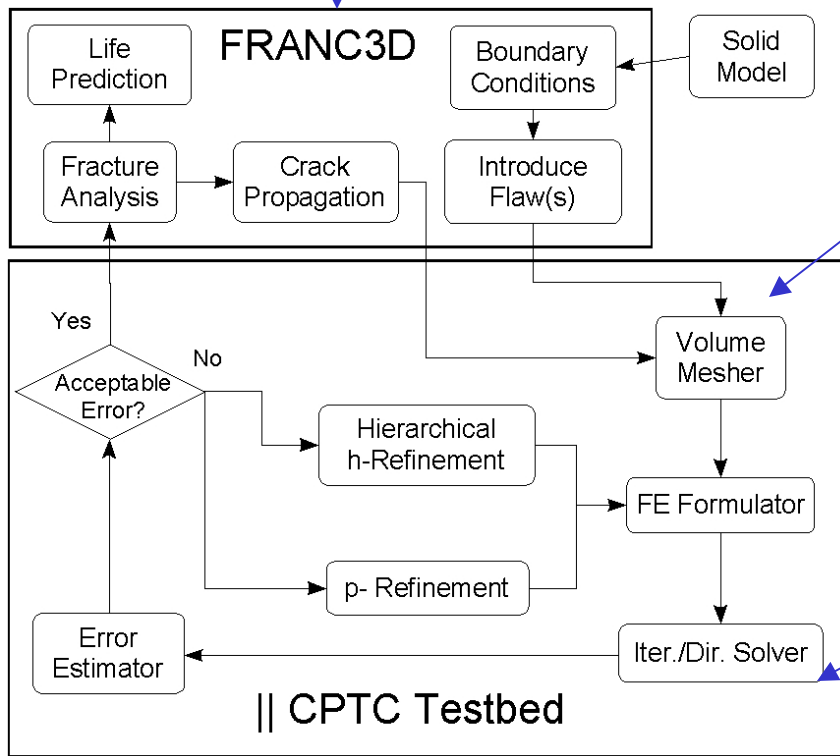 FRANC3D
Life
Prediction
Boundary
Conditions
Solid
Model
Fracture
Analysis
Crack
Propagation
Introduce
Flaw(s)
Yes
No
Acceptable
Error?
Volume
Mesher
Hierarchical
h-Refinement
FE Formulator
p- Refinement
Error
Estimator
Iter./Dir. Solver
|| CPTC Testbed